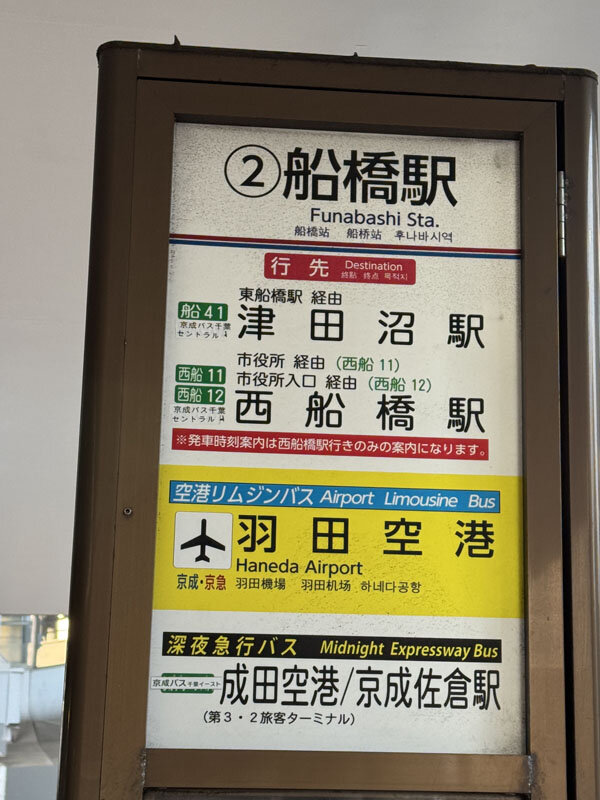 ②船橋駅
Funabashi Sta.
船橋站 船桥站 후나바시역
行先 Destination
終點 终点 목적지
東船橋駅 経由
船41 津田沼駅
京成バス千葉
セントラル
市役所 経由 (西船11)
西船11 市役所入口 経由 (西船12)
西船12 西船橋駅
京成バス千葉
セントラル
※発車時刻案内は西船橋駅行きのみの案内になります。
空港リムジンバス Airport Limousine Bus
羽田空港
Haneda Airport
京成・京急 羽田機場 羽田机场 하네다공항
深夜急行バス Midnight Expressway Bus
京成バス千葉イースト 成田空港/京成佐倉駅
(第3・2旅客ターミナル)